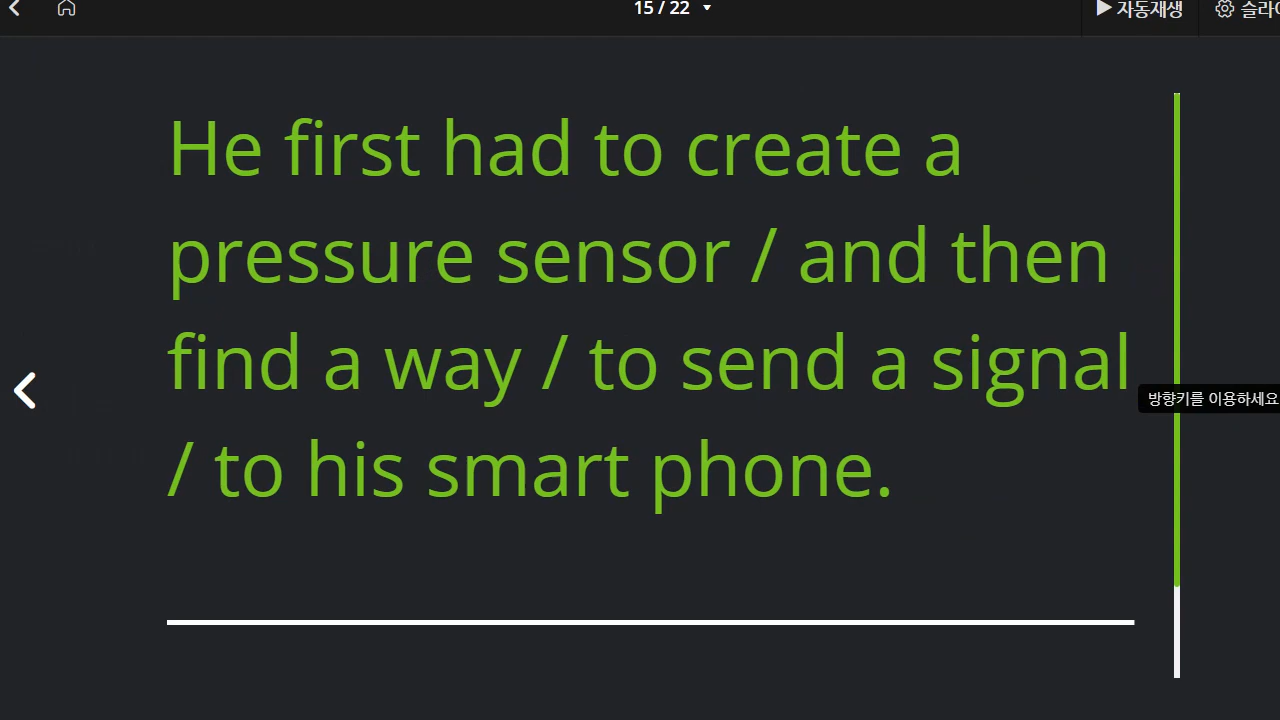 15 / 22
자동재생
He first had to create a
pressure sensor / and then
find a way / to send a signal
/ to his smart phone.
방향키를 이용하세요